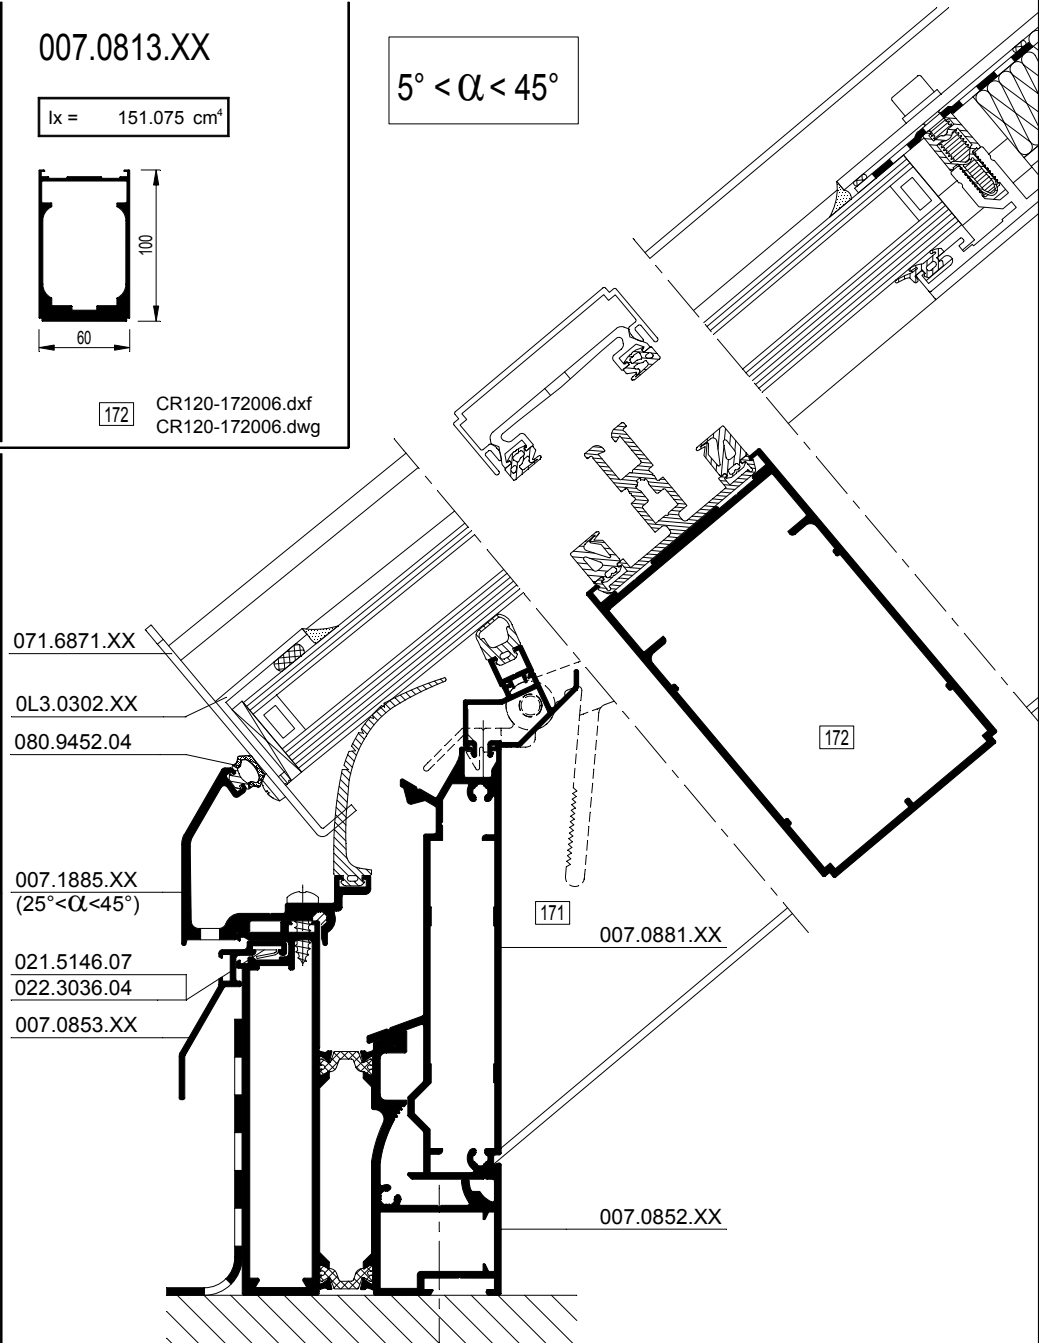 007.0813.XX
5° < α < 45°
Ix = 151.075 cm⁴
100
60
172
CR120-172006.dxf
CR120-172006.dwg
071.6871.XX
0L3.0302.XX
080.9452.04
172
007.1885.XX
(25°<α<45°)
171
007.0881.XX
021.5146.07
022.3036.04
007.0853.XX
007.0852.XX